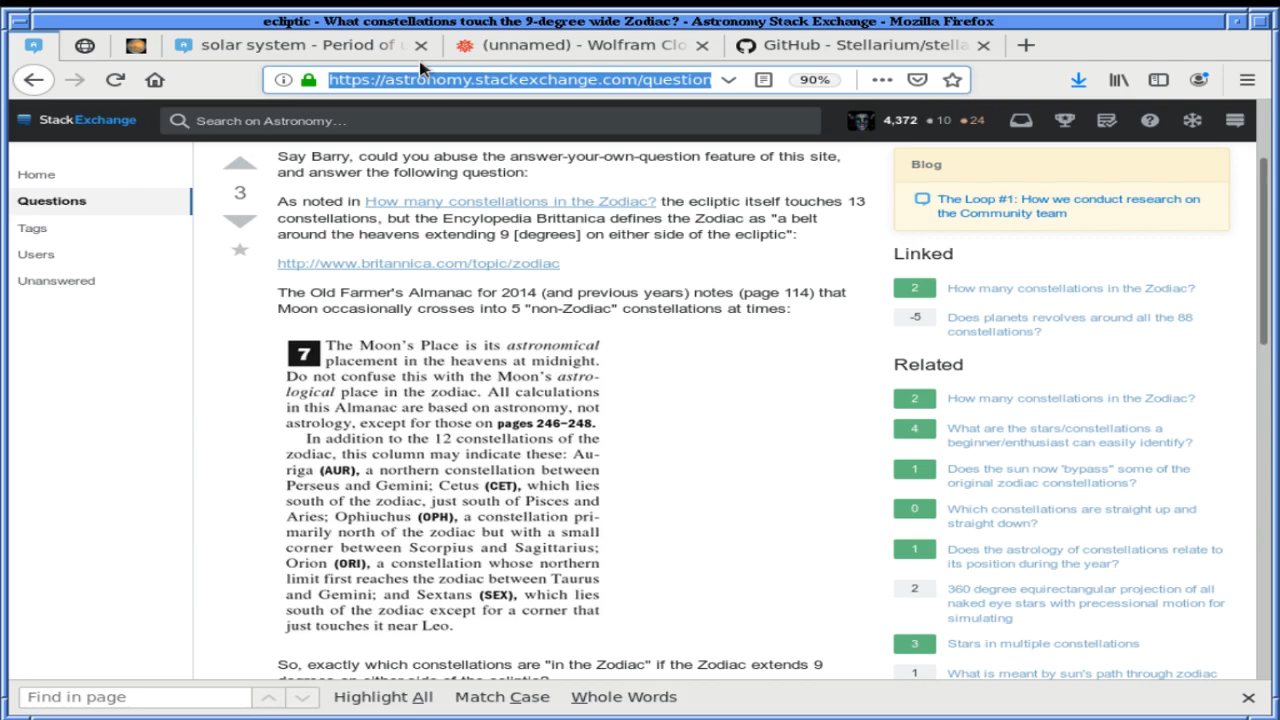 ecliptic - What constellations touch the 9-degree wide Zodiac? - Astronomy Stack Exchange - Mozilla Firefox
solar system - Period of
(unnamed) - Wolfram Clo
GitHub - Stellarium/stella
https://astronomy.stackexchange.com/question
90%
StackExchange
Search on Astronomy…
4,372 10 24
Home
Questions
Tags
Users
Unanswered
3
Say Barry, could you abuse the answer-your-own-question feature of this site,
and answer the following question:
As noted in How many constellations in the Zodiac? the ecliptic itself touches 13
constellations, but the Encylopedia Brittanica defines the Zodiac as "a belt
around the heavens extending 9 [degrees] on either side of the ecliptic":
http://www.britannica.com/topic/zodiac
The Old Farmer's Almanac for 2014 (and previous years) notes (page 114) that
Moon occasionally crosses into 5 "non-Zodiac" constellations at times:
7 The Moon's Place is its astronomical
placement in the heavens at midnight.
Do not confuse this with the Moon's astro-
logical place in the zodiac. All calculations
in this Almanac are based on astronomy, not
astrology, except for those on pages 246–248.
In addition to the 12 constellations of the
zodiac, this column may indicate these: Au-
riga (AUR), a northern constellation between
Perseus and Gemini; Cetus (CET), which lies
south of the zodiac, just south of Pisces and
Aries; Ophiuchus (OPH), a constellation pri-
marily north of the zodiac but with a small
corner between Scorpius and Sagittarius;
Orion (ORI), a constellation whose northern
limit first reaches the zodiac between Taurus
and Gemini; and Sextans (SEX), which lies
south of the zodiac except for a corner that
just touches it near Leo.
So, exactly which constellations are "in the Zodiac" if the Zodiac extends 9
degrees on either side of the ecliptic?
Blog
The Loop #1: How we conduct research on
the Community team
Linked
2 How many constellations in the Zodiac?
-5 Does planets revolves around all the 88
constellations?
Related
2 How many constellations in the Zodiac?
4 What are the stars/constellations a
beginner/enthusiast can easily identify?
1 Does the sun now 'bypass" some of the
original zodiac constellations?
0 Which constellations are straight up and
straight down?
1 Does the astrology of constellations relate to
its position during the year?
2 360 degree equirectangular projection of all
naked eye stars with precessional motion for
simulating
3 Stars in multiple constellations
1 What is meant by sun's path through zodiac
Find in page
Highlight All
Match Case
Whole Words